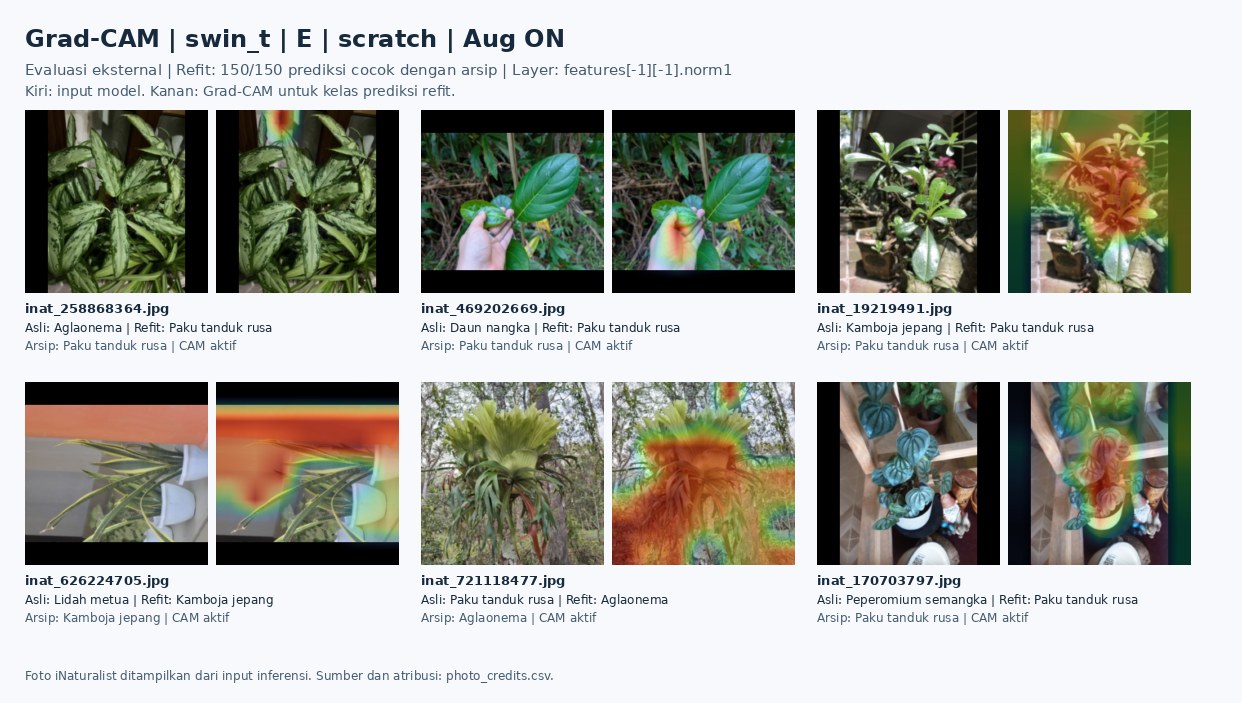 Grad-CAM | swin_t | E | scratch | Aug ON
Evaluasi eksternal | Refit: 150/150 prediksi cocok dengan arsip | Layer: features[-1][-1].norm1
Kiri: input model. Kanan: Grad-CAM untuk kelas prediksi refit.
inat_258868364.jpg
Asli: Aglaonema | Refit: Paku tanduk rusa
Arsip: Paku tanduk rusa | CAM aktif
inat_469202669.jpg
Asli: Daun nangka | Refit: Paku tanduk rusa
Arsip: Paku tanduk rusa | CAM aktif
inat_19219491.jpg
Asli: Kamboja jepang | Refit: Paku tanduk rusa
Arsip: Paku tanduk rusa | CAM aktif
inat_626224705.jpg
Asli: Lidah metua | Refit: Kamboja jepang
Arsip: Kamboja jepang | CAM aktif
inat_721118477.jpg
Asli: Paku tanduk rusa | Refit: Aglaonema
Arsip: Aglaonema | CAM aktif
inat_170703797.jpg
Asli: Peperomium semangka | Refit: Paku tanduk rusa
Arsip: Paku tanduk rusa | CAM aktif
Foto iNaturalist ditampilkan dari input inferensi. Sumber dan atribusi: photo_credits.csv.